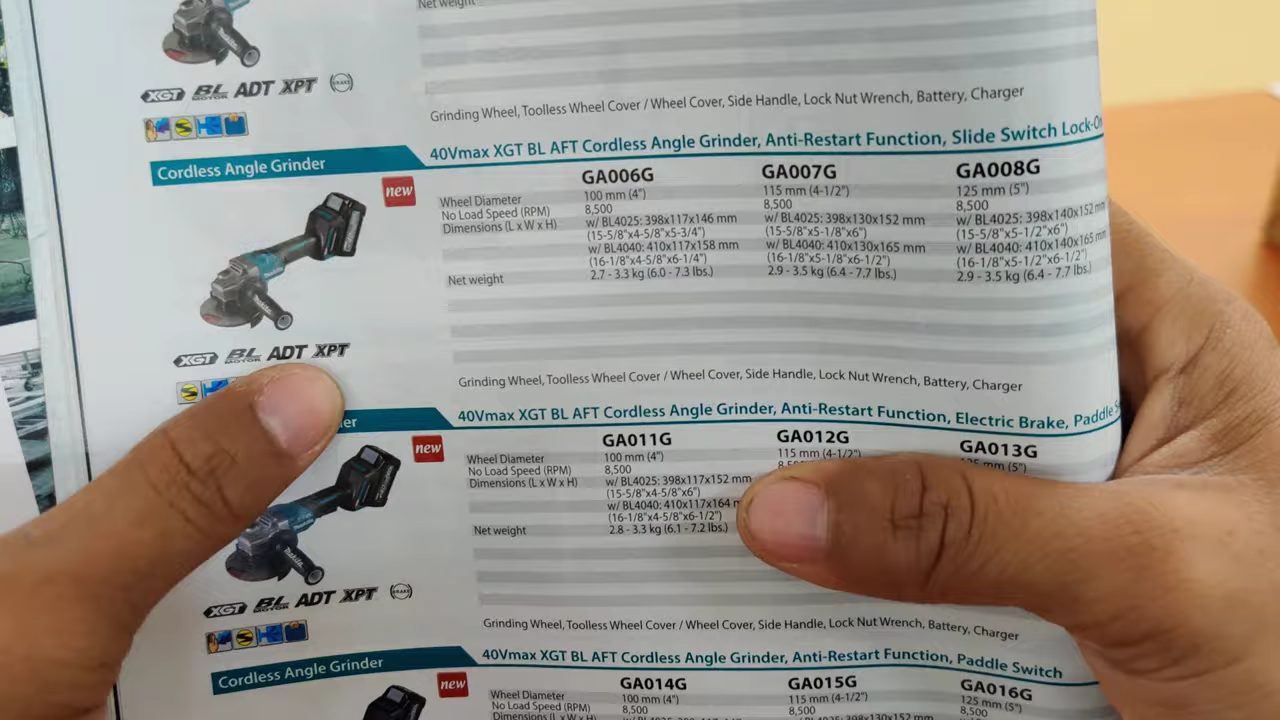 Net weight
XGT BL MOTOR ADT XPT BRAKE
Grinding Wheel, Toolless Wheel Cover / Wheel Cover, Side Handle, Lock Nut Wrench, Battery, Charger
Cordless Angle Grinder
40Vmax XGT BL AFT Cordless Angle Grinder, Anti-Restart Function, Slide Switch Lock-On
new
GA006G GA007G GA008G
Wheel Diameter 100 mm (4") 115 mm (4-1/2") 125 mm (5")
No Load Speed (RPM) 8,500 8,500 8,500
Dimensions (L x W x H) w/ BL4025: 398x117x146 mm w/ BL4025: 398x130x152 mm w/ BL4025: 398x140x152 mm
(15-5/8"x4-5/8"x5-3/4") (15-5/8"x5-1/8"x6") (15-5/8"x5-1/2"x6")
w/ BL4040: 410x117x158 mm w/ BL4040: 410x130x165 mm w/ BL4040: 410x140x165 mm
(16-1/8"x4-5/8"x6-1/4") (16-1/8"x5-1/8"x6-1/2") (16-1/8"x5-1/2"x6-1/2")
Net weight 2.7 - 3.3 kg (6.0 - 7.3 lbs.) 2.9 - 3.5 kg (6.4 - 7.7 lbs.) 2.9 - 3.5 kg (6.4 - 7.7 lbs.)
XGT BL MOTOR ADT XPT
Grinding Wheel, Toolless Wheel Cover / Wheel Cover, Side Handle, Lock Nut Wrench, Battery, Charger
40Vmax XGT BL AFT Cordless Angle Grinder, Anti-Restart Function, Electric Brake, Paddle
new
GA011G GA012G GA013G
Wheel Diameter 100 mm (4") 115 mm (4-1/2") 125 mm (5")
No Load Speed (RPM) 8,500
Dimensions (L x W x H) w/ BL4025: 398x117x152 mm
(15-5/8"x4-5/8"x6")
w/ BL4040: 410x117x164 m
(16-1/8"x4-5/8"x6-1/2")
Net weight 2.8 - 3.3 kg (6.1 - 7.2 lbs.)
XGT BL MOTOR ADT XPT BRAKE
Grinding Wheel, Toolless Wheel Cover / Wheel Cover, Side Handle, Lock Nut Wrench, Battery, Charger
Cordless Angle Grinder
40Vmax XGT BL AFT Cordless Angle Grinder, Anti-Restart Function, Paddle Switch
new
GA014G GA015G GA016G
Wheel Diameter 100 mm (4") 115 mm (4-1/2") 125 mm (5")
No Load Speed (RPM) 8,500 8,500 8,500
Dimensions (L x W x H)